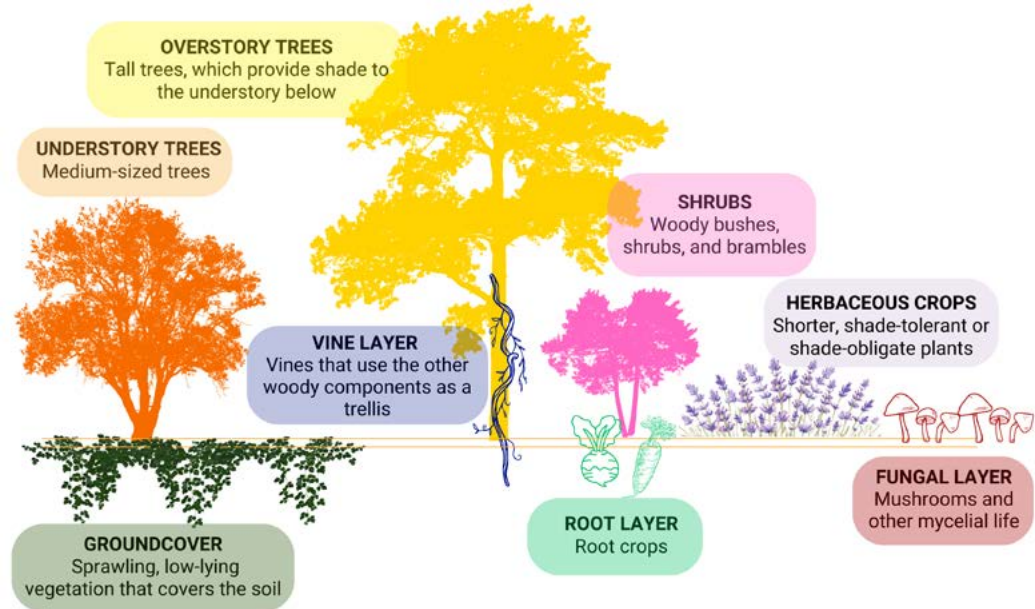 OVERSTORY TREES
Tall trees, which provide shade to
the understory below
UNDERSTORY TREES
Medium-sized trees
SHRUBS
Woody bushes,
shrubs, and brambles
HERBACEOUS CROPS
Shorter, shade-tolerant or
shade-obligate plants
VINE LAYER
Vines that use the other
woody components as a
trellis
FUNGAL LAYER
Mushrooms and
other mycelial life
ROOT LAYER
Root crops
GROUNDCOVER
Sprawling, low-lying
vegetation that covers the soil